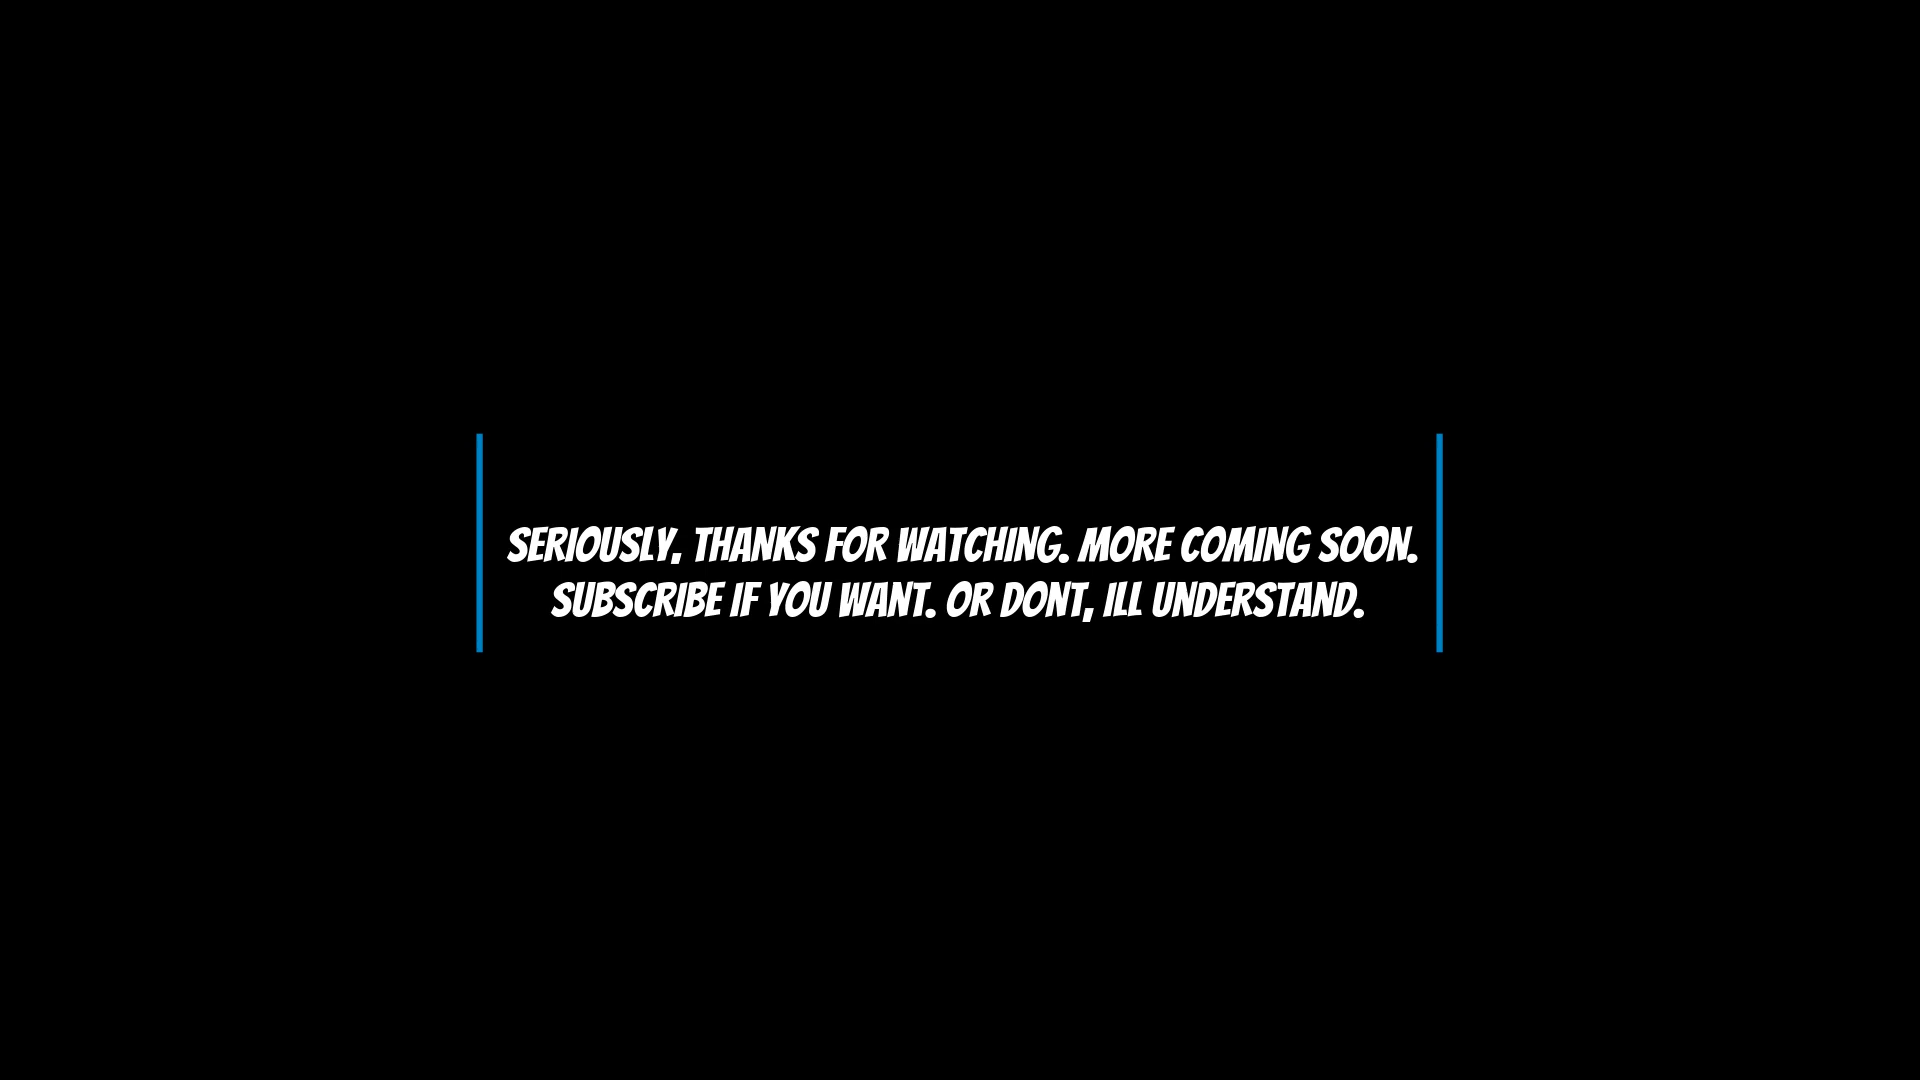 SERIOUSLY, THANKS FOR WATCHING. MORE COMING SOON.
SUBSCRIBE IF YOU WANT. OR DONT, ILL UNDERSTAND.